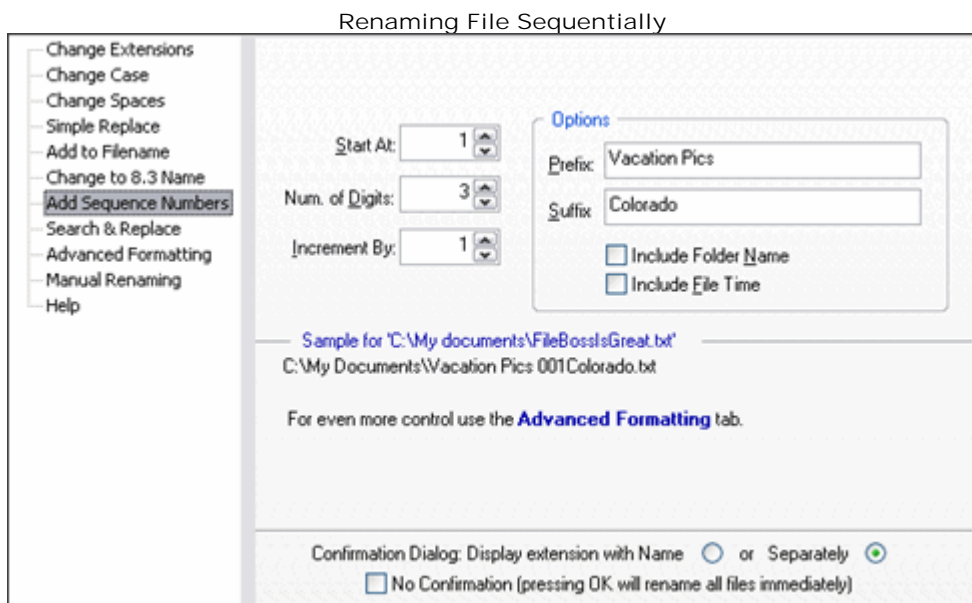 Renaming File Sequentially
Change Extensions
Change Case
Change Spaces
Simple Replace
Add to Filename
Change to 8.3 Name
Add Sequence Numbers
Search & Replace
Advanced Formatting
Manual Renaming
Help
Start At: 1
Num. of Digits: 3
Increment By: 1
Options
Prefix: Vacation Pics
Suffix Colorado
Include Folder Name
Include File Time
Sample for 'C:\My documents\FileBossIsGreat.txt'
C:\My Documents\Vacation Pics 001Colorado.txt
For even more control use the Advanced Formatting tab.
Confirmation Dialog: Display extension with Name or Separately
No Confirmation (pressing OK will rename all files immediately)